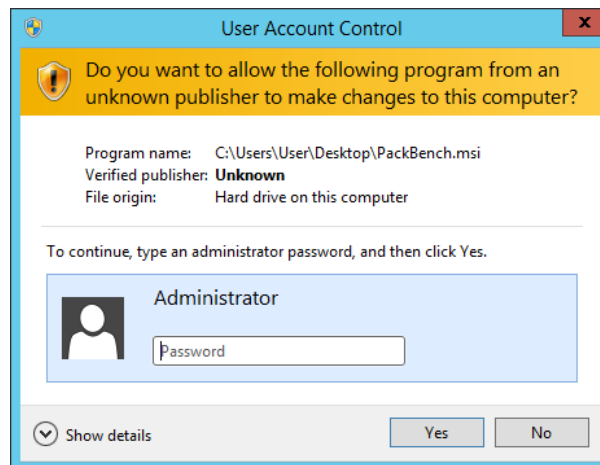 User Account Control
x
Do you want to allow the following program from an
unknown publisher to make changes to this computer?
Program name: C:\Users\User\Desktop\PackBench.msi
Verified publisher: Unknown
File origin: Hard drive on this computer
To continue, type an administrator password, and then click Yes.
Administrator
Password
Show details
Yes
No